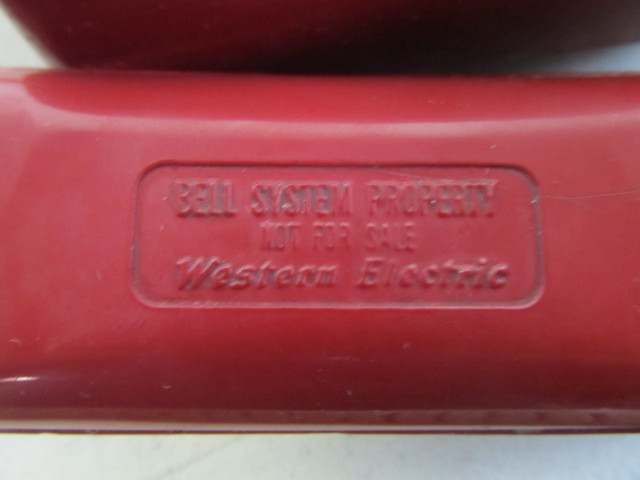 BELL SYSTEM PROPERTY
NOT FOR SALE
Western Electric